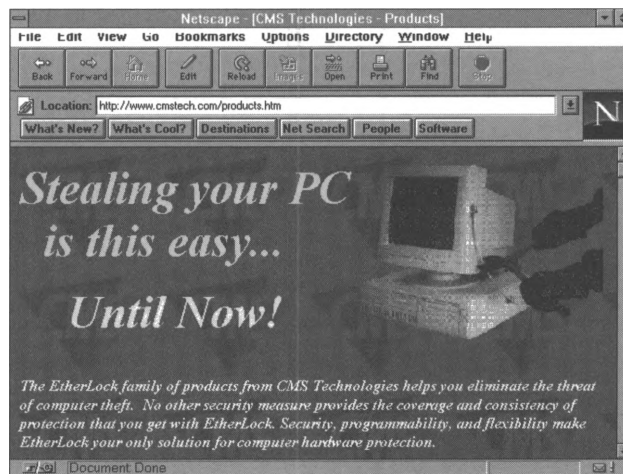 Netscape - [CMS Technologies - Products]
File Edit View Go Bookmarks Options Directory Window Help
Back Forward Home Edit Reload Images Open Print Find Stop
Location: http://www.cmstech.com/products.htm
N
What's New? What's Cool? Destinations Net Search People Software
Stealing your PC
is this easy...
Until Now!
The EtherLock family of products from CMS Technologies helps you eliminate the threat
of computer theft. No other security measure provides the coverage and consistency of
protection that you get with EtherLock. Security, programmability, and flexibility make
EtherLock your only solution for computer hardware protection.
Document Done